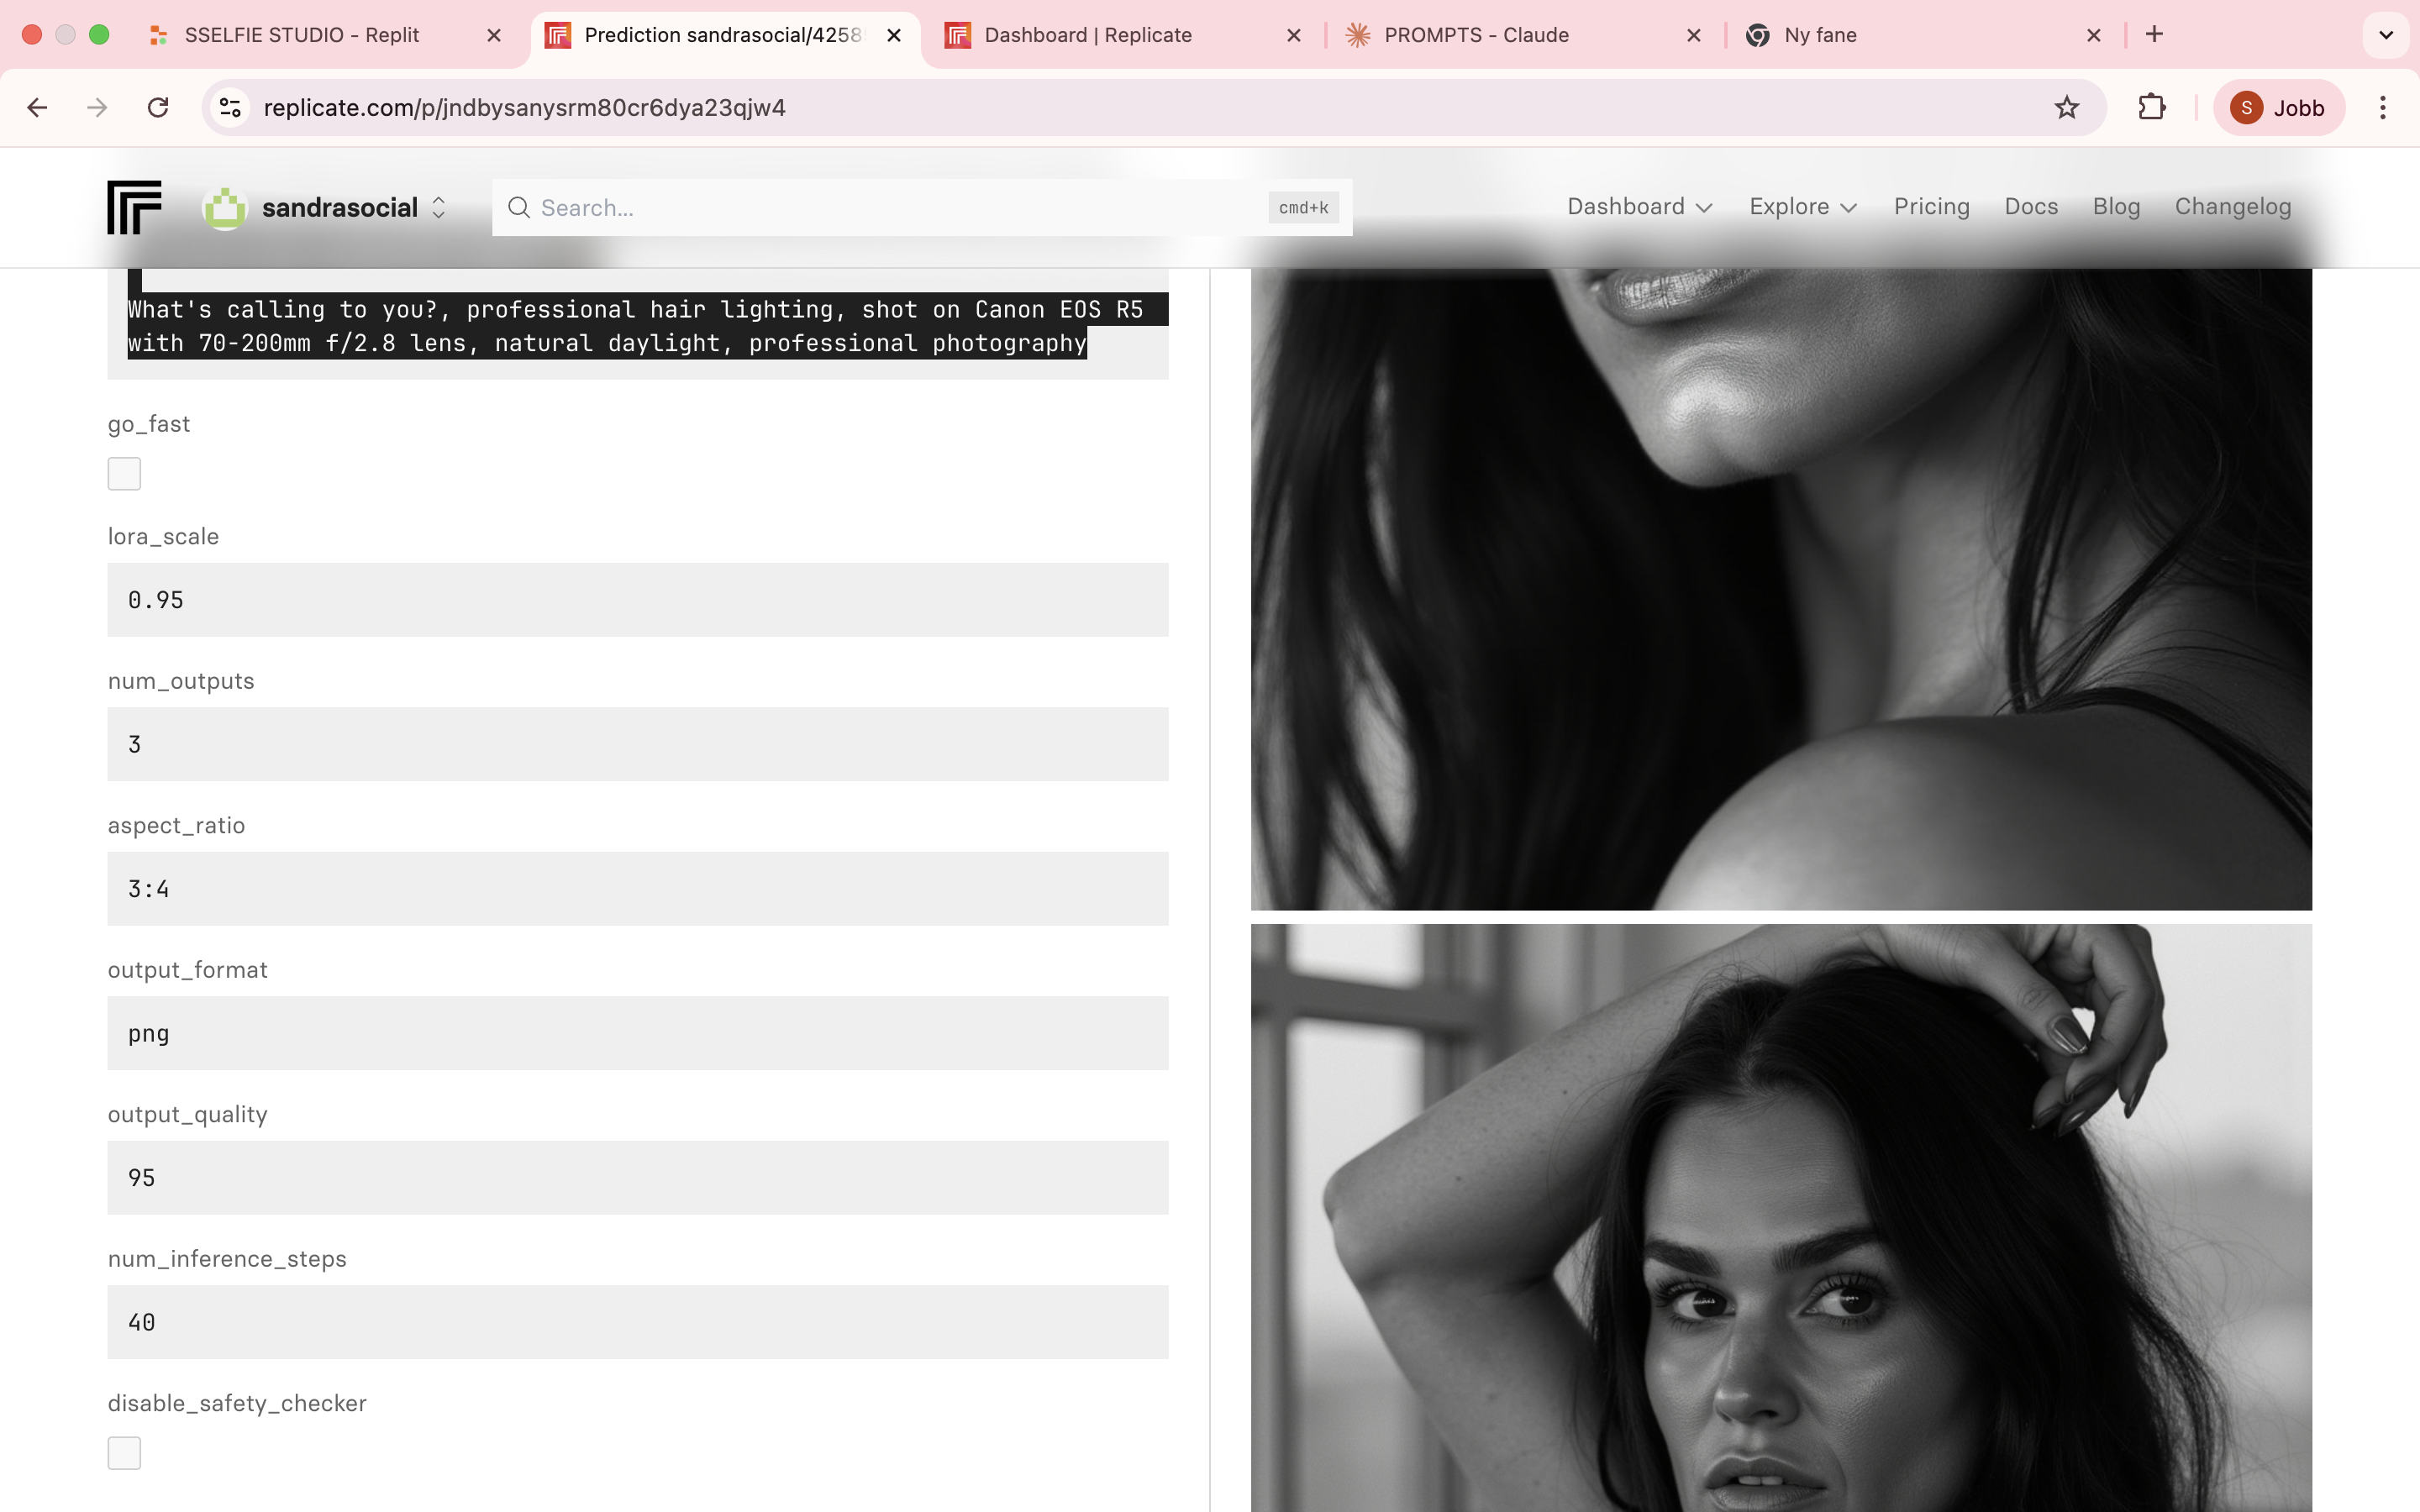 SSELFIE STUDIO - Replit
Prediction sandrasocial/4258
Dashboard | Replicate
PROMPTS - Claude
Ny fane
replicate.com/p/jndbysanysrm80cr6dya23qjw4
S Jobb
sandrasocial
Search...
cmd+k
Dashboard
Explore
Pricing
Docs
Blog
Changelog
What's calling to you?, professional hair lighting, shot on Canon EOS R5
with 70-200mm f/2.8 lens, natural daylight, professional photography
go_fast
lora_scale
0.95
num_outputs
3
aspect_ratio
3:4
output_format
png
output_quality
95
num_inference_steps
40
disable_safety_checker